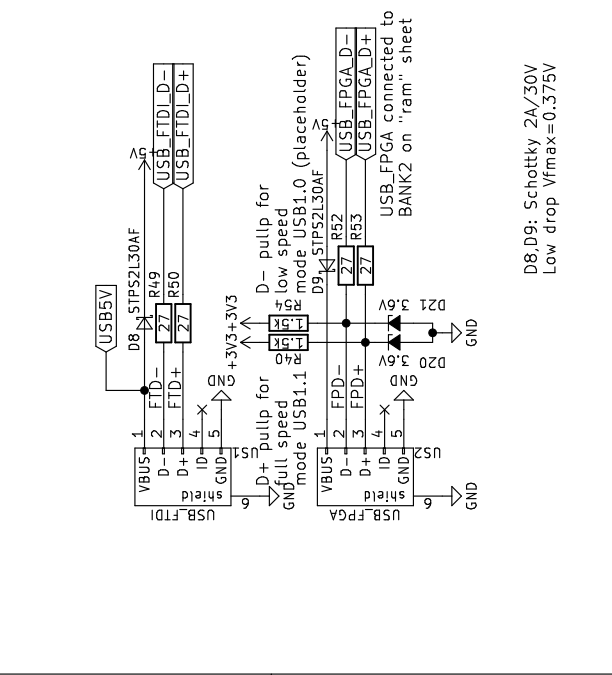 USB_FTDI_D-
USB_FTDI_D+
+5V
D8 STPS2L30AF
USB5V
R49
27
R50
27
FTD-
FTD+
1
2
3
4
5
6
GND
GND
VBUS
D-
D+
ID
GND
shield
US1
USB_FTDI
USB_FPGA_D-
USB_FPGA_D+
USB_FPGA connected to
BANK2 on "ram" sheet
+5V
D9 STPS2L30AF
R52
27
R53
27
D- pullp for
low speed
mode USB1.0 (placeholder)
+3V3
+3V3
R54
1.5k
R40
1.5k
D+ pullp for
full speed
mode USB1.1
D21 3.6V
D20 3.6V
GND
FPD-
FPD+
1
2
3
4
5
6
GND
GND
VBUS
D-
D+
ID
GND
shield
US2
USB_FPGA
D8,D9: Schottky 2A/30V
Low drop Vfmax=0.375V